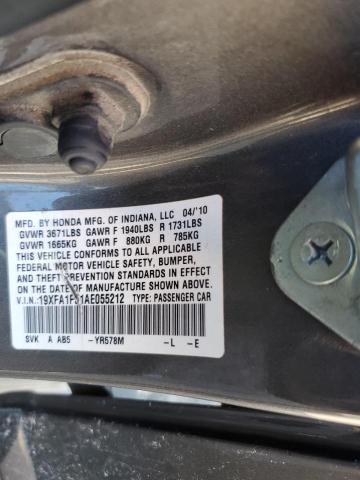 MFD. BY HONDA MFG. OF INDIANA, LLC 04/'10
GVWR 3671LBS GAWR F 1940LBS R 1731LBS
GVWR 1665KG GAWR F 880KG R 785KG
THIS VEHICLE CONFORMS TO ALL APPLICABLE
FEDERAL MOTOR VEHICLE SAFETY, BUMPER,
AND THEFT PREVENTION STANDARDS IN EFFECT
ON THE DATE OF MANUFACTURE SHOWN ABOVE.
V.I.N.: TYPE: PASSENGER CAR
SVK A AB5 -YR578M -L -E